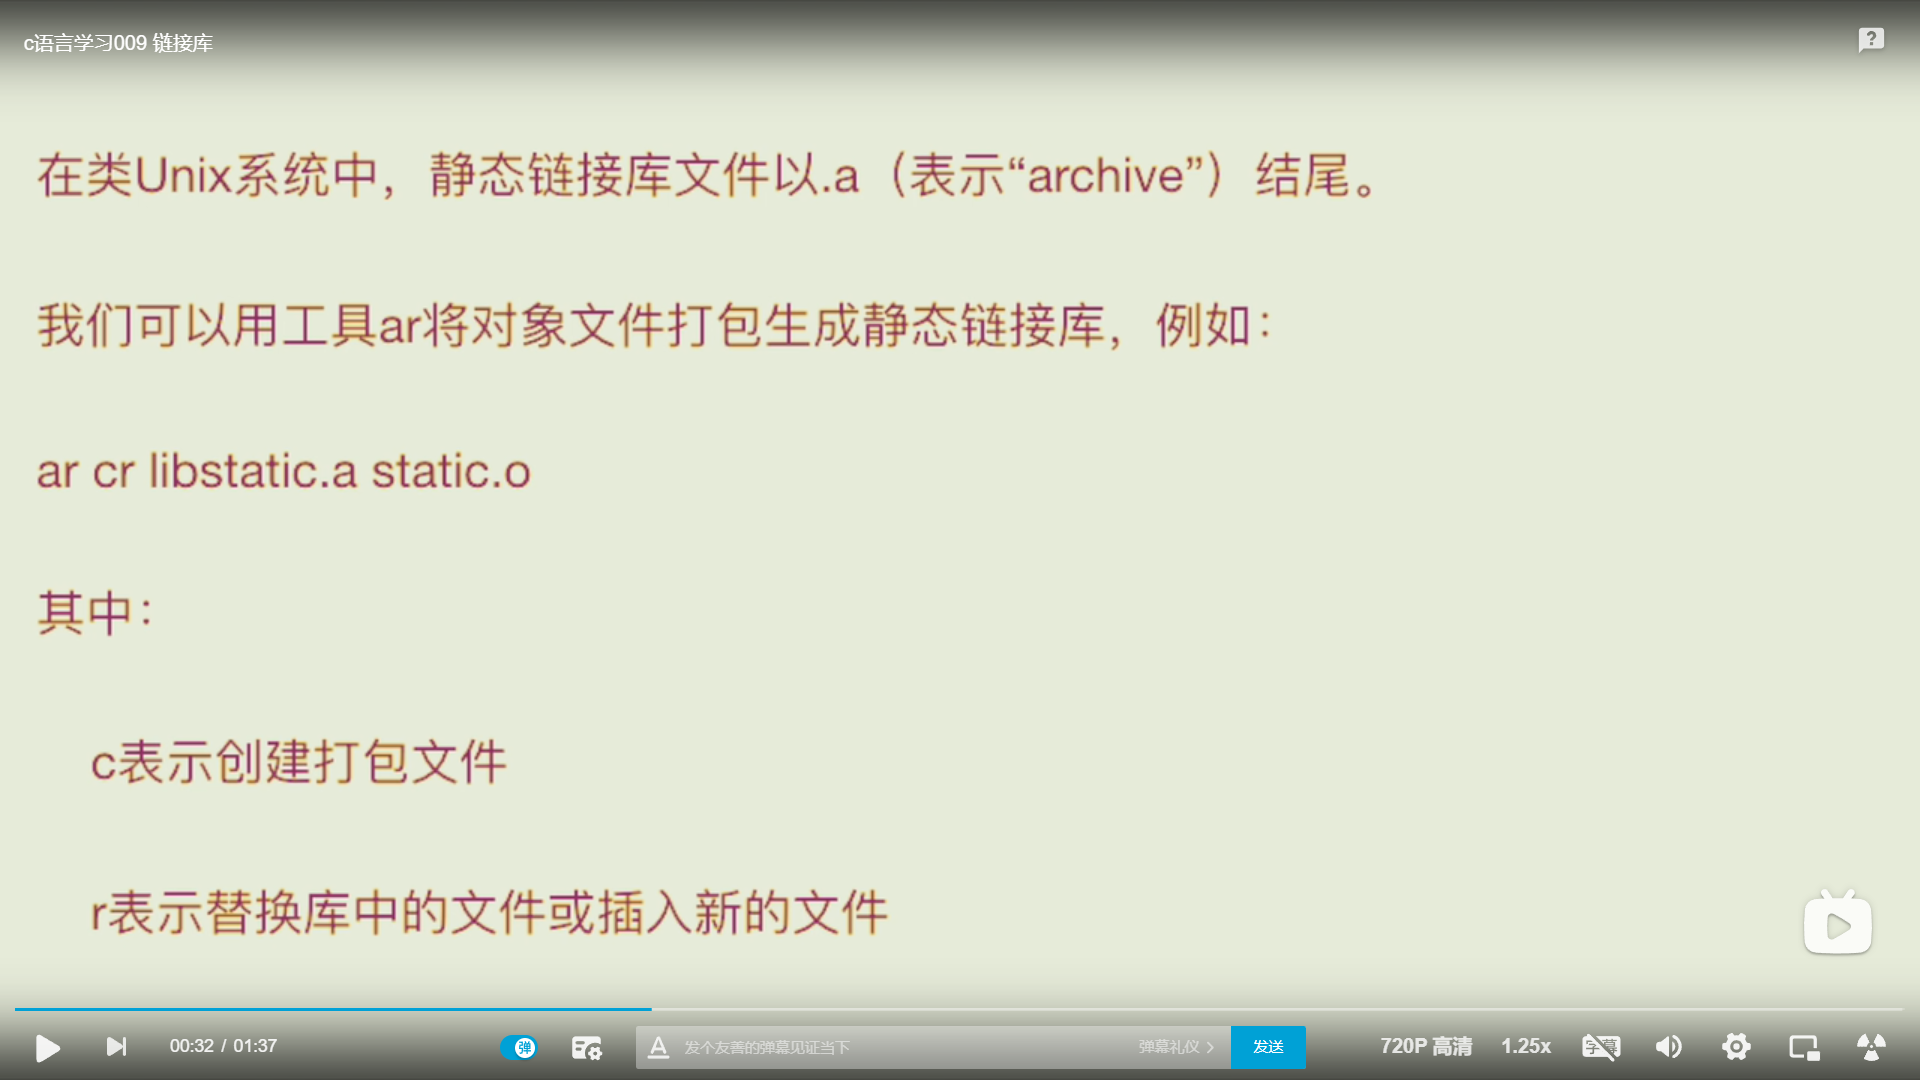 c语言学习009 链接库
在类Unix系统中，静态链接库文件以.a（表示“archive”）结尾。
我们可以用工具ar将对象文件打包生成静态链接库，例如：
ar cr libstatic.a static.o
其中：
c表示创建打包文件
r表示替换库中的文件或插入新的文件
00:32 / 01:37
弹
A 发个友善的弹幕见证当下
弹幕礼仪 >
发送
720P 高清
1.25x
字幕